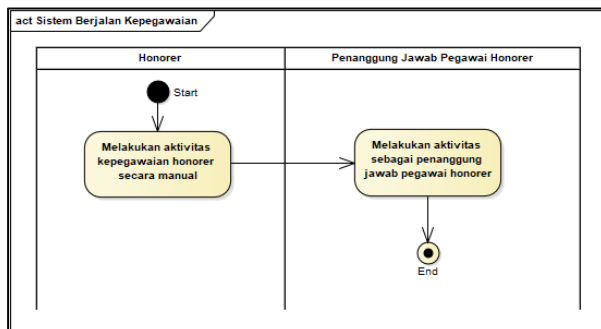 act Sistem Berjalan Kepegawaian
Honorer
Penanggung Jawab Pegawai Honorer
Start
Melakukan aktivitas
kepegawaian honorer
secara manual
Melakukan aktivitas
sebagai penanggung
jawab pegawai honorer
End